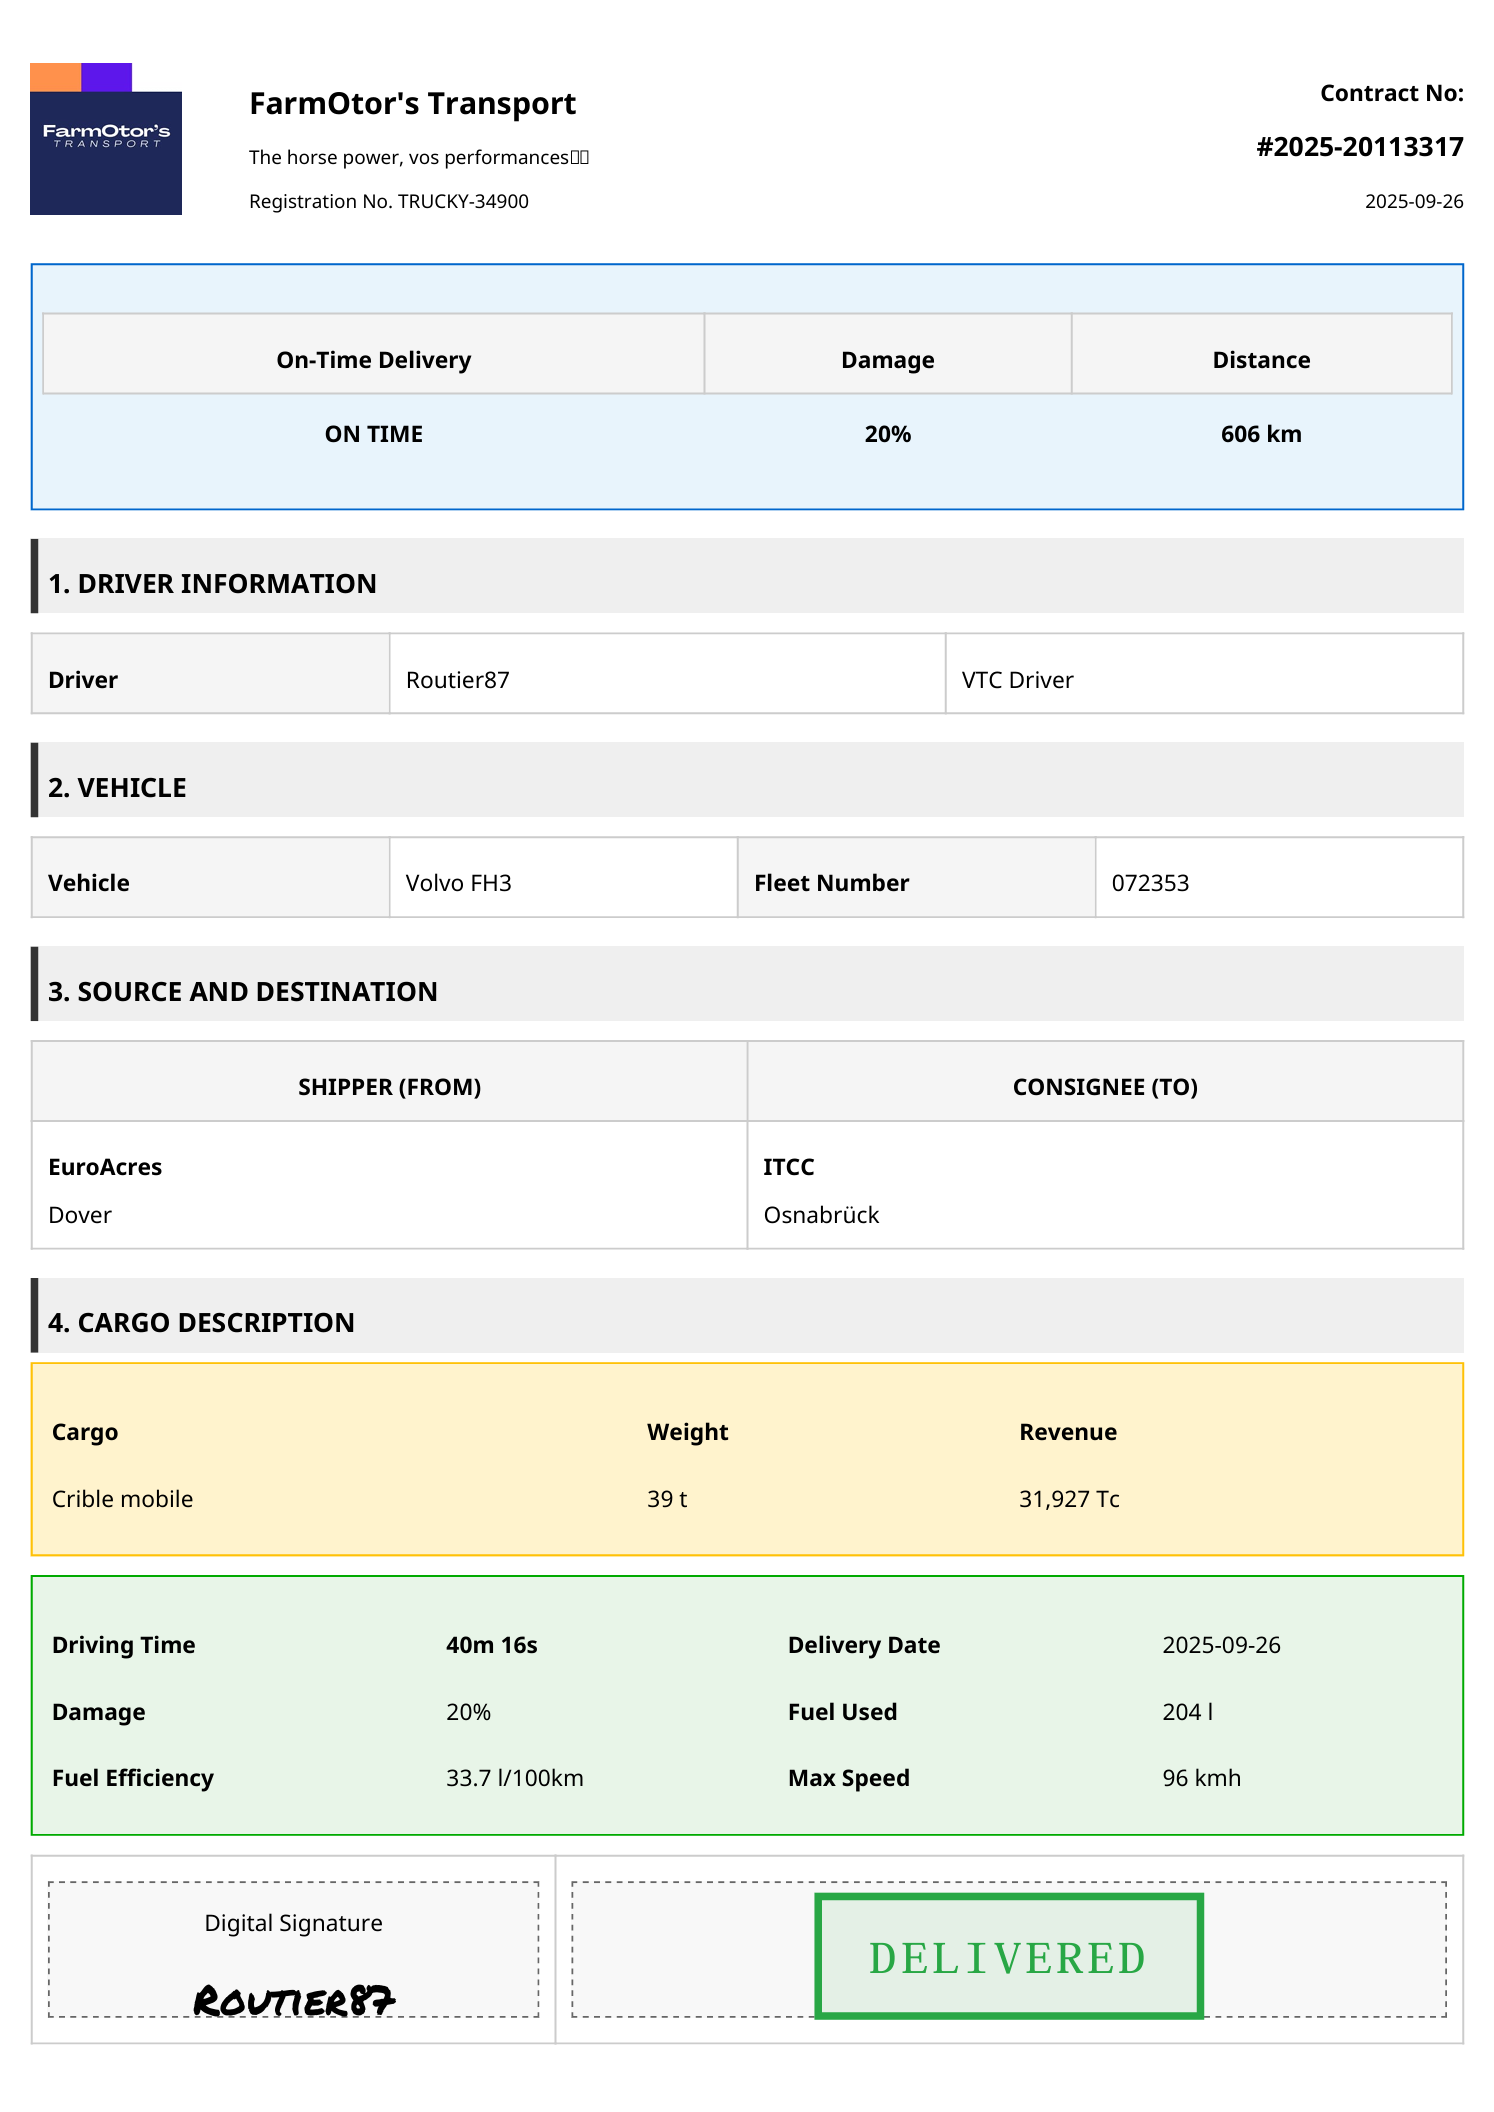 FarmOtor's
TRANSPORT
FarmOtor's Transport
The horse power, vos performances
Registration No. TRUCKY-34900
Contract No:
#2025-20113317
2025-09-26
On-Time Delivery Damage Distance
ON TIME 20% 606 km
1. DRIVER INFORMATION
Driver Routier87 VTC Driver
2. VEHICLE
Vehicle Volvo FH3 Fleet Number 072353
3. SOURCE AND DESTINATION
SHIPPER (FROM) CONSIGNEE (TO)
EuroAcres ITCC
Dover Osnabrück
4. CARGO DESCRIPTION
Cargo Weight Revenue
Crible mobile 39 t 31,927 Tc
Driving Time 40m 16s Delivery Date 2025-09-26
Damage 20% Fuel Used 204 l
Fuel Efficiency 33.7 l/100km Max Speed 96 kmh
Digital Signature
Routier87
DELIVERED